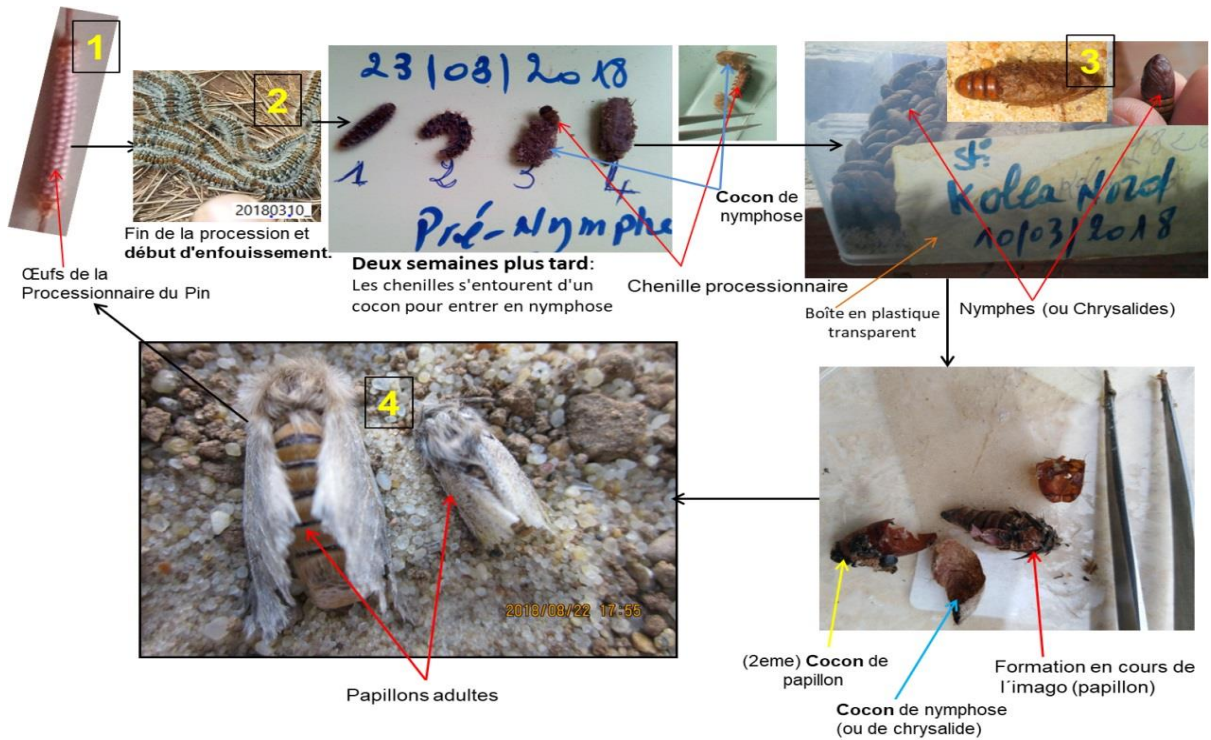 1
2
20180310_
Fin de la procession et
début d'enfouissement.
Œufs de la
Processionnaire du Pin
23/03/2018
1 2 3 4
Pré-Nymphe
Deux semaines plus tard:
Les chenilles s'entourent d'un
cocon pour entrer en nymphose
Cocon de
nymphose
Chenille processionnaire
3
St:
Kolla Nord
10/03/2018
Boîte en plastique
transparent
Nymphes (ou Chrysalides)
4
2018/08/22 17:55
Papillons adultes
(2eme) Cocon de
papillon
Cocon de nymphose
(ou de chrysalide)
Formation en cours de
l´imago (papillon)